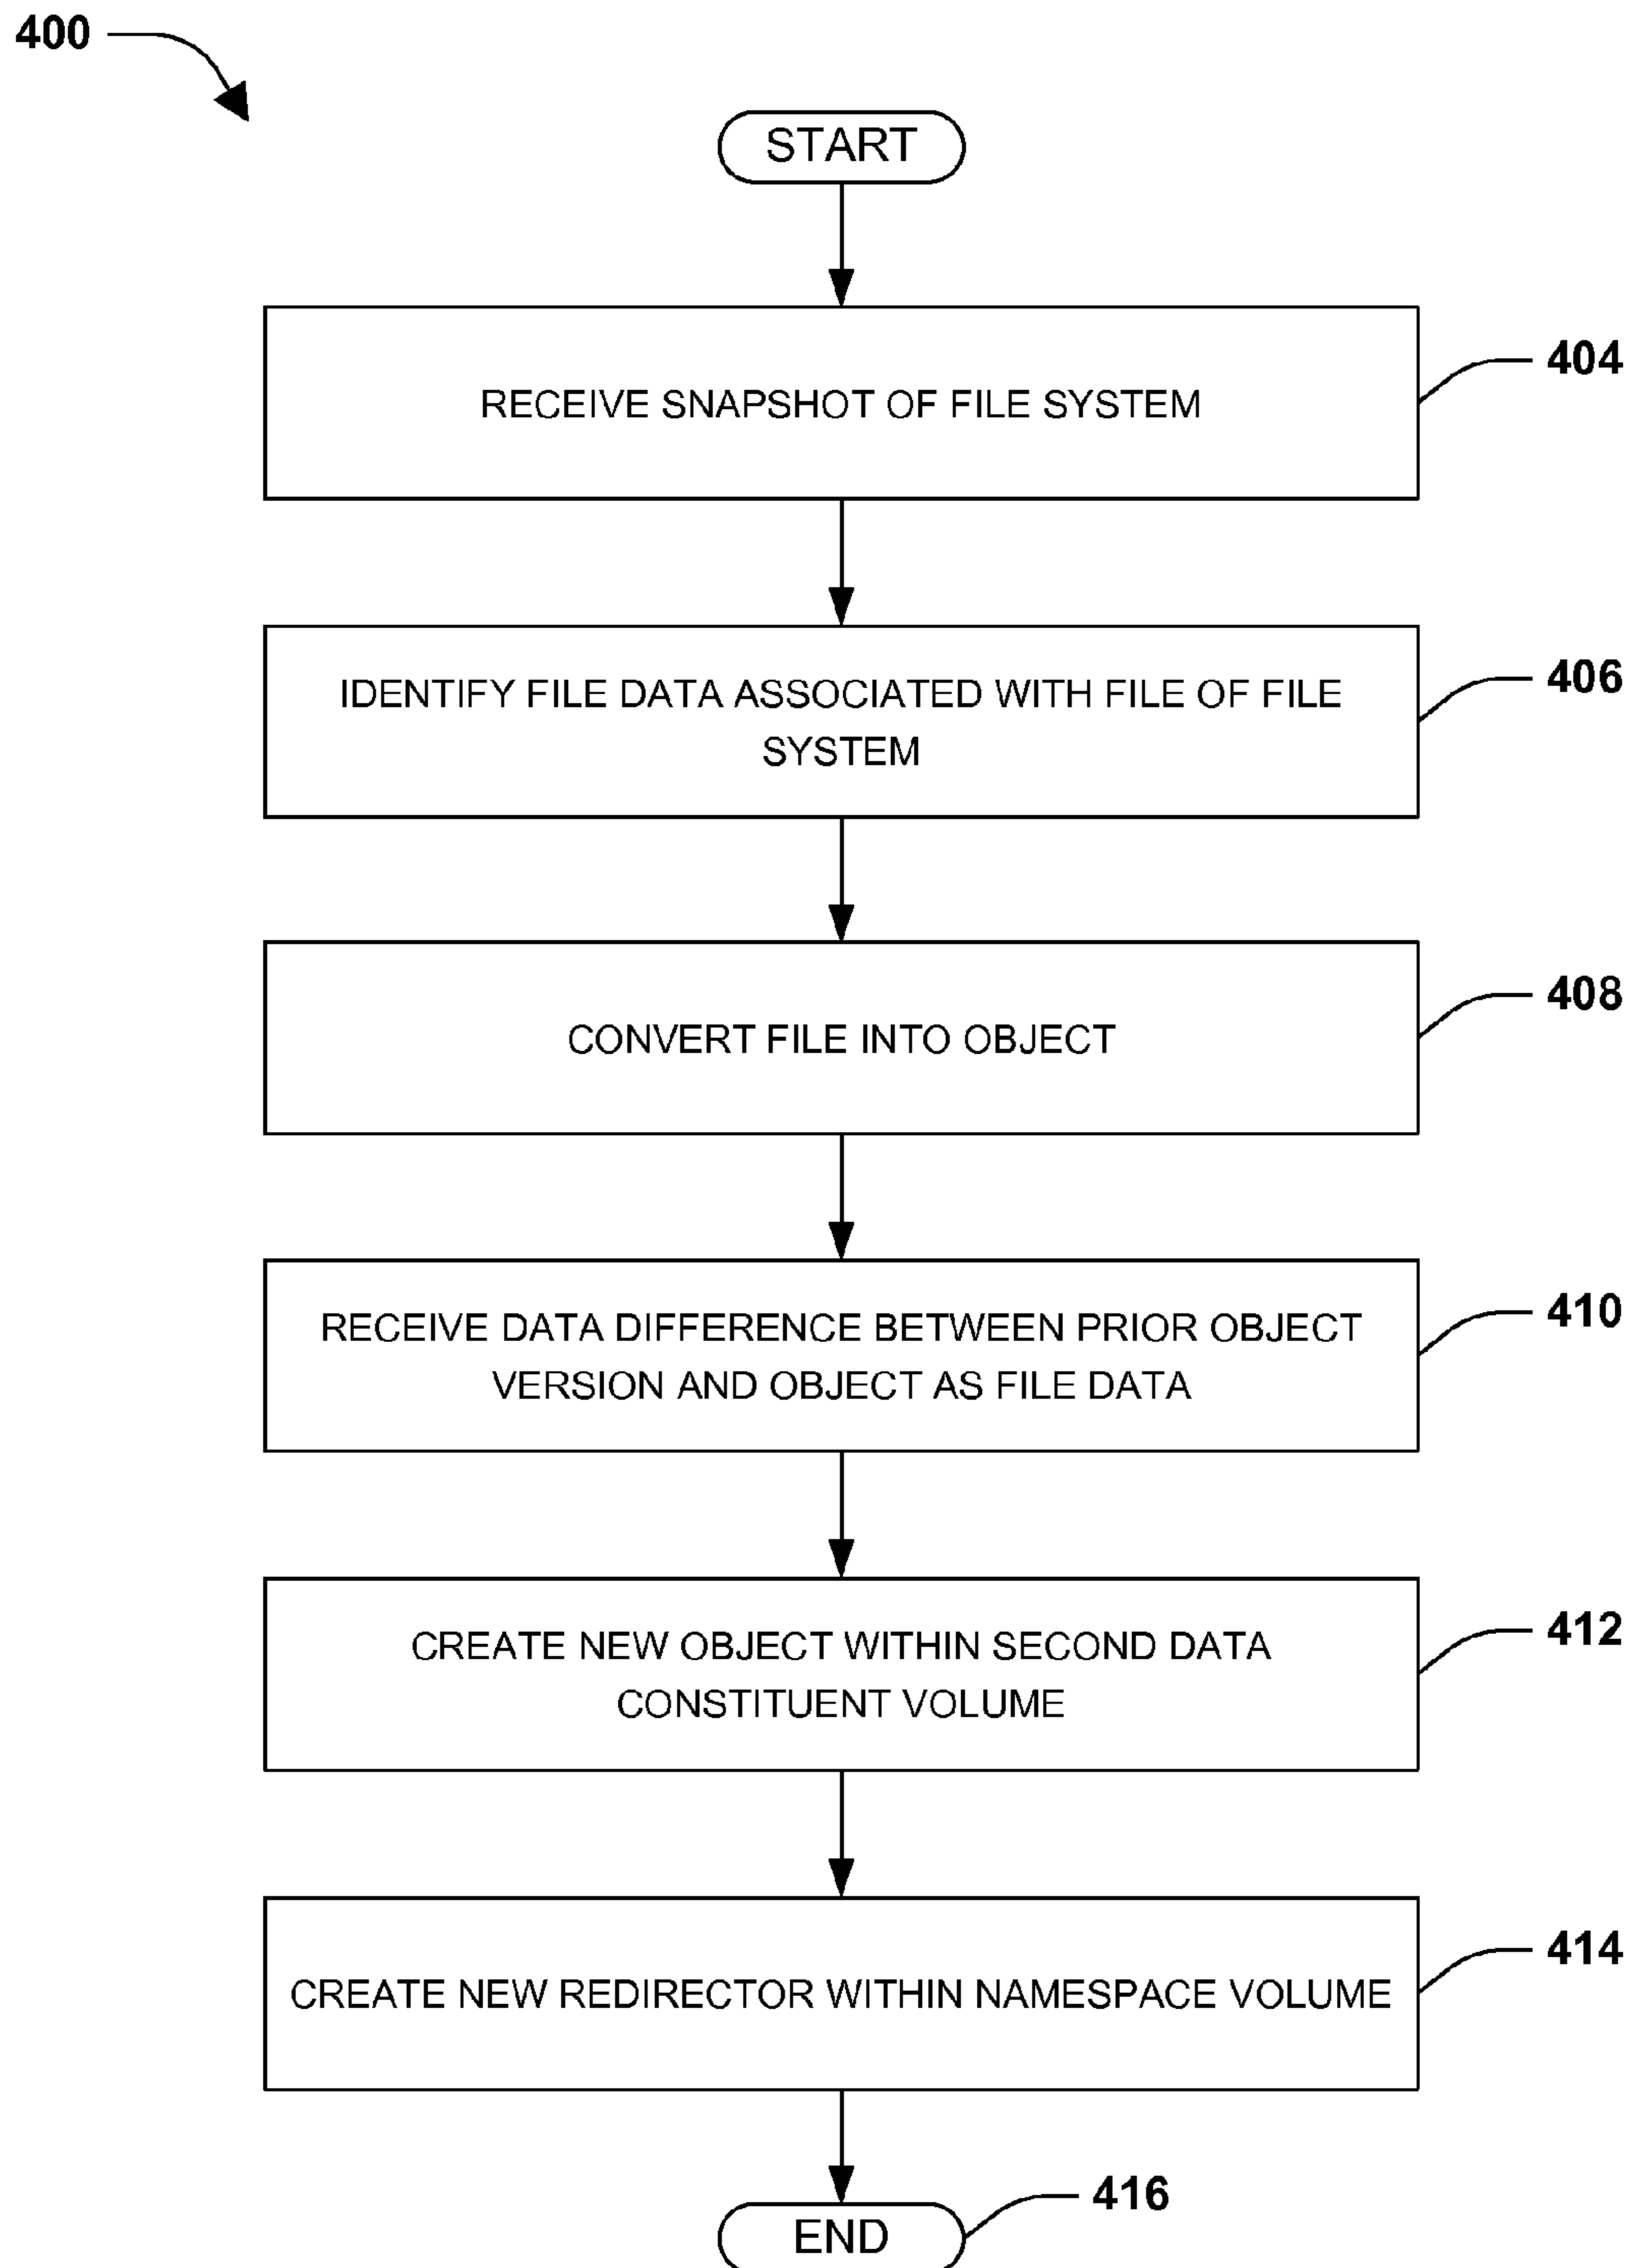 400
START
RECEIVE SNAPSHOT OF FILE SYSTEM
404
IDENTIFY FILE DATA ASSOCIATED WITH FILE OF FILE
SYSTEM
406
CONVERT FILE INTO OBJECT
408
RECEIVE DATA DIFFERENCE BETWEEN PRIOR OBJECT
VERSION AND OBJECT AS FILE DATA
410
CREATE NEW OBJECT WITHIN SECOND DATA
CONSTITUENT VOLUME
412
CREATE NEW REDIRECTOR WITHIN NAMESPACE VOLUME
414
END
416